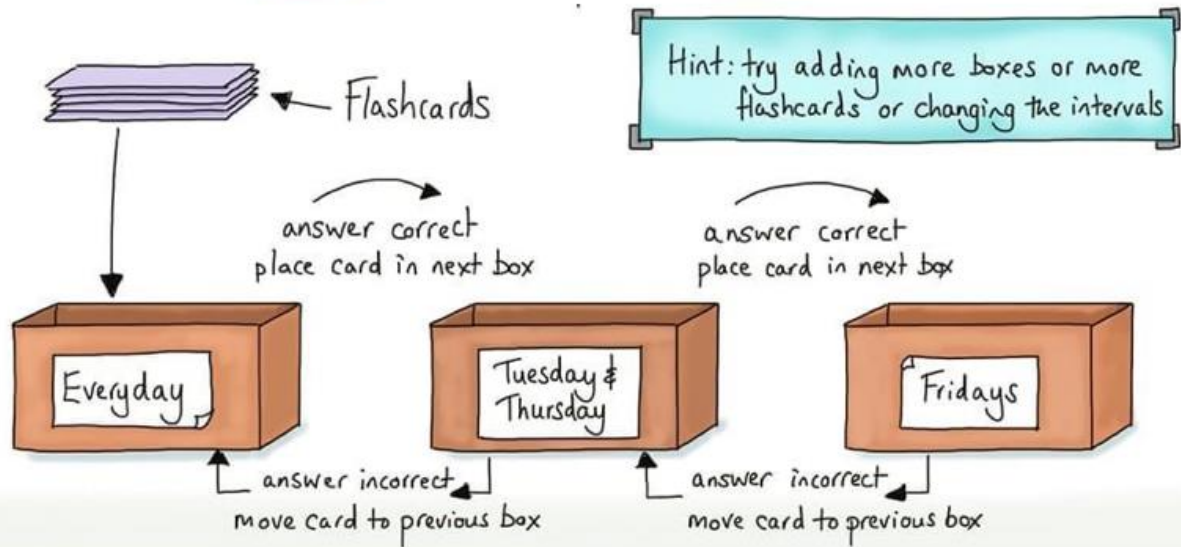 Flashcards
Hint: try adding more boxes or more
flashcards or changing the intervals
answer correct
place card in next box
answer correct
place card in next box
Everyday
Tuesday &
Thursday
Fridays
answer incorrect
move card to previous box
answer incorrect
move card to previous box